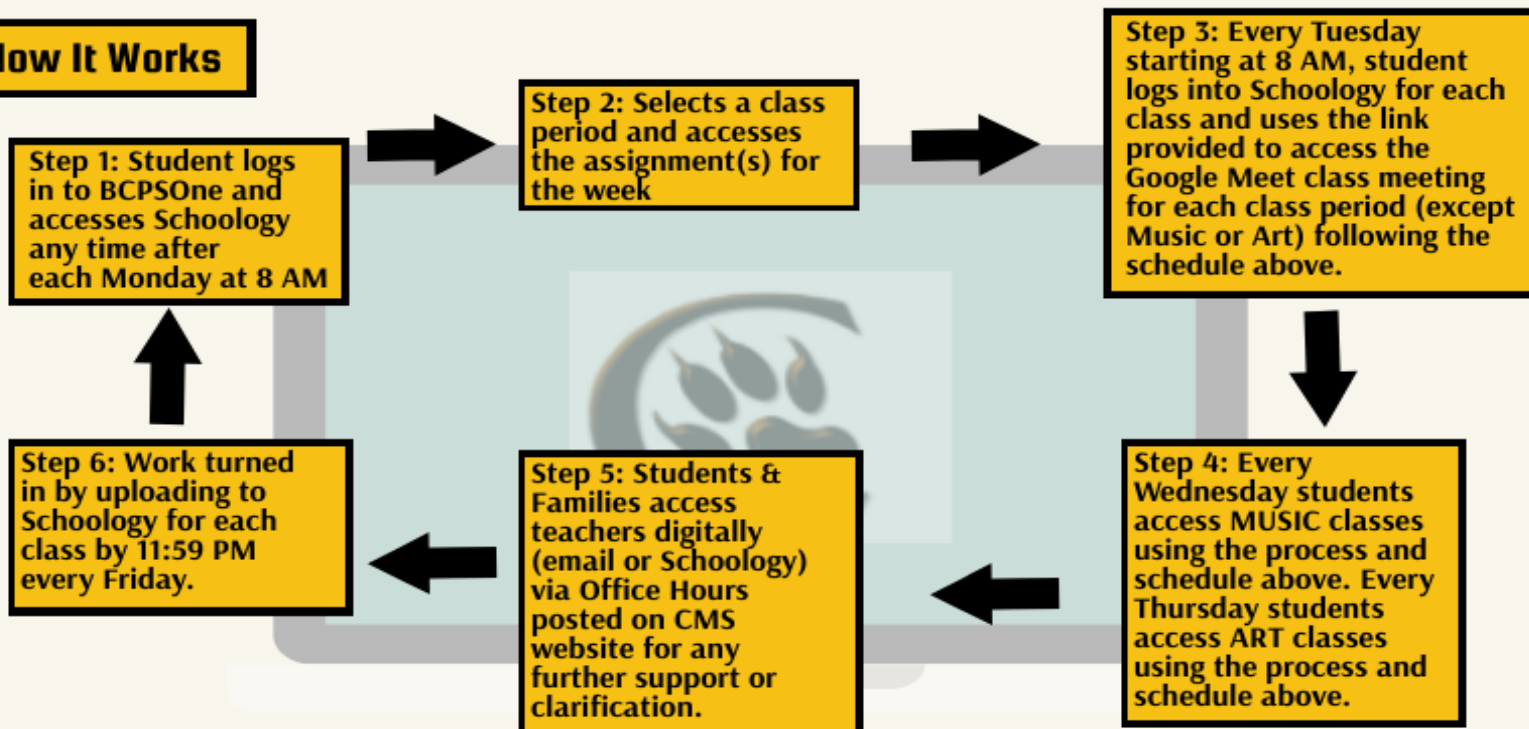 How It Works
Step 1: Student logs
in to BCPSOne and
accesses Schoology
any time after
each Monday at 8 AM
Step 2: Selects a class
period and accesses
the assignment(s) for
the week
Step 3: Every Tuesday
starting at 8 AM, student
logs into Schoology for each
class and uses the link
provided to access the
Google Meet class meeting
for each class period (except
Music or Art) following the
schedule above.
Step 4: Every
Wednesday students
access MUSIC classes
using the process and
schedule above. Every
Thursday students
access ART classes
using the process and
schedule above.
Step 5: Students &
Families access
teachers digitally
(email or Schoology)
via Office Hours
posted on CMS
website for any
further support or
clarification.
Step 6: Work turned
in by uploading to
Schoology for each
class by 11:59 PM
every Friday.